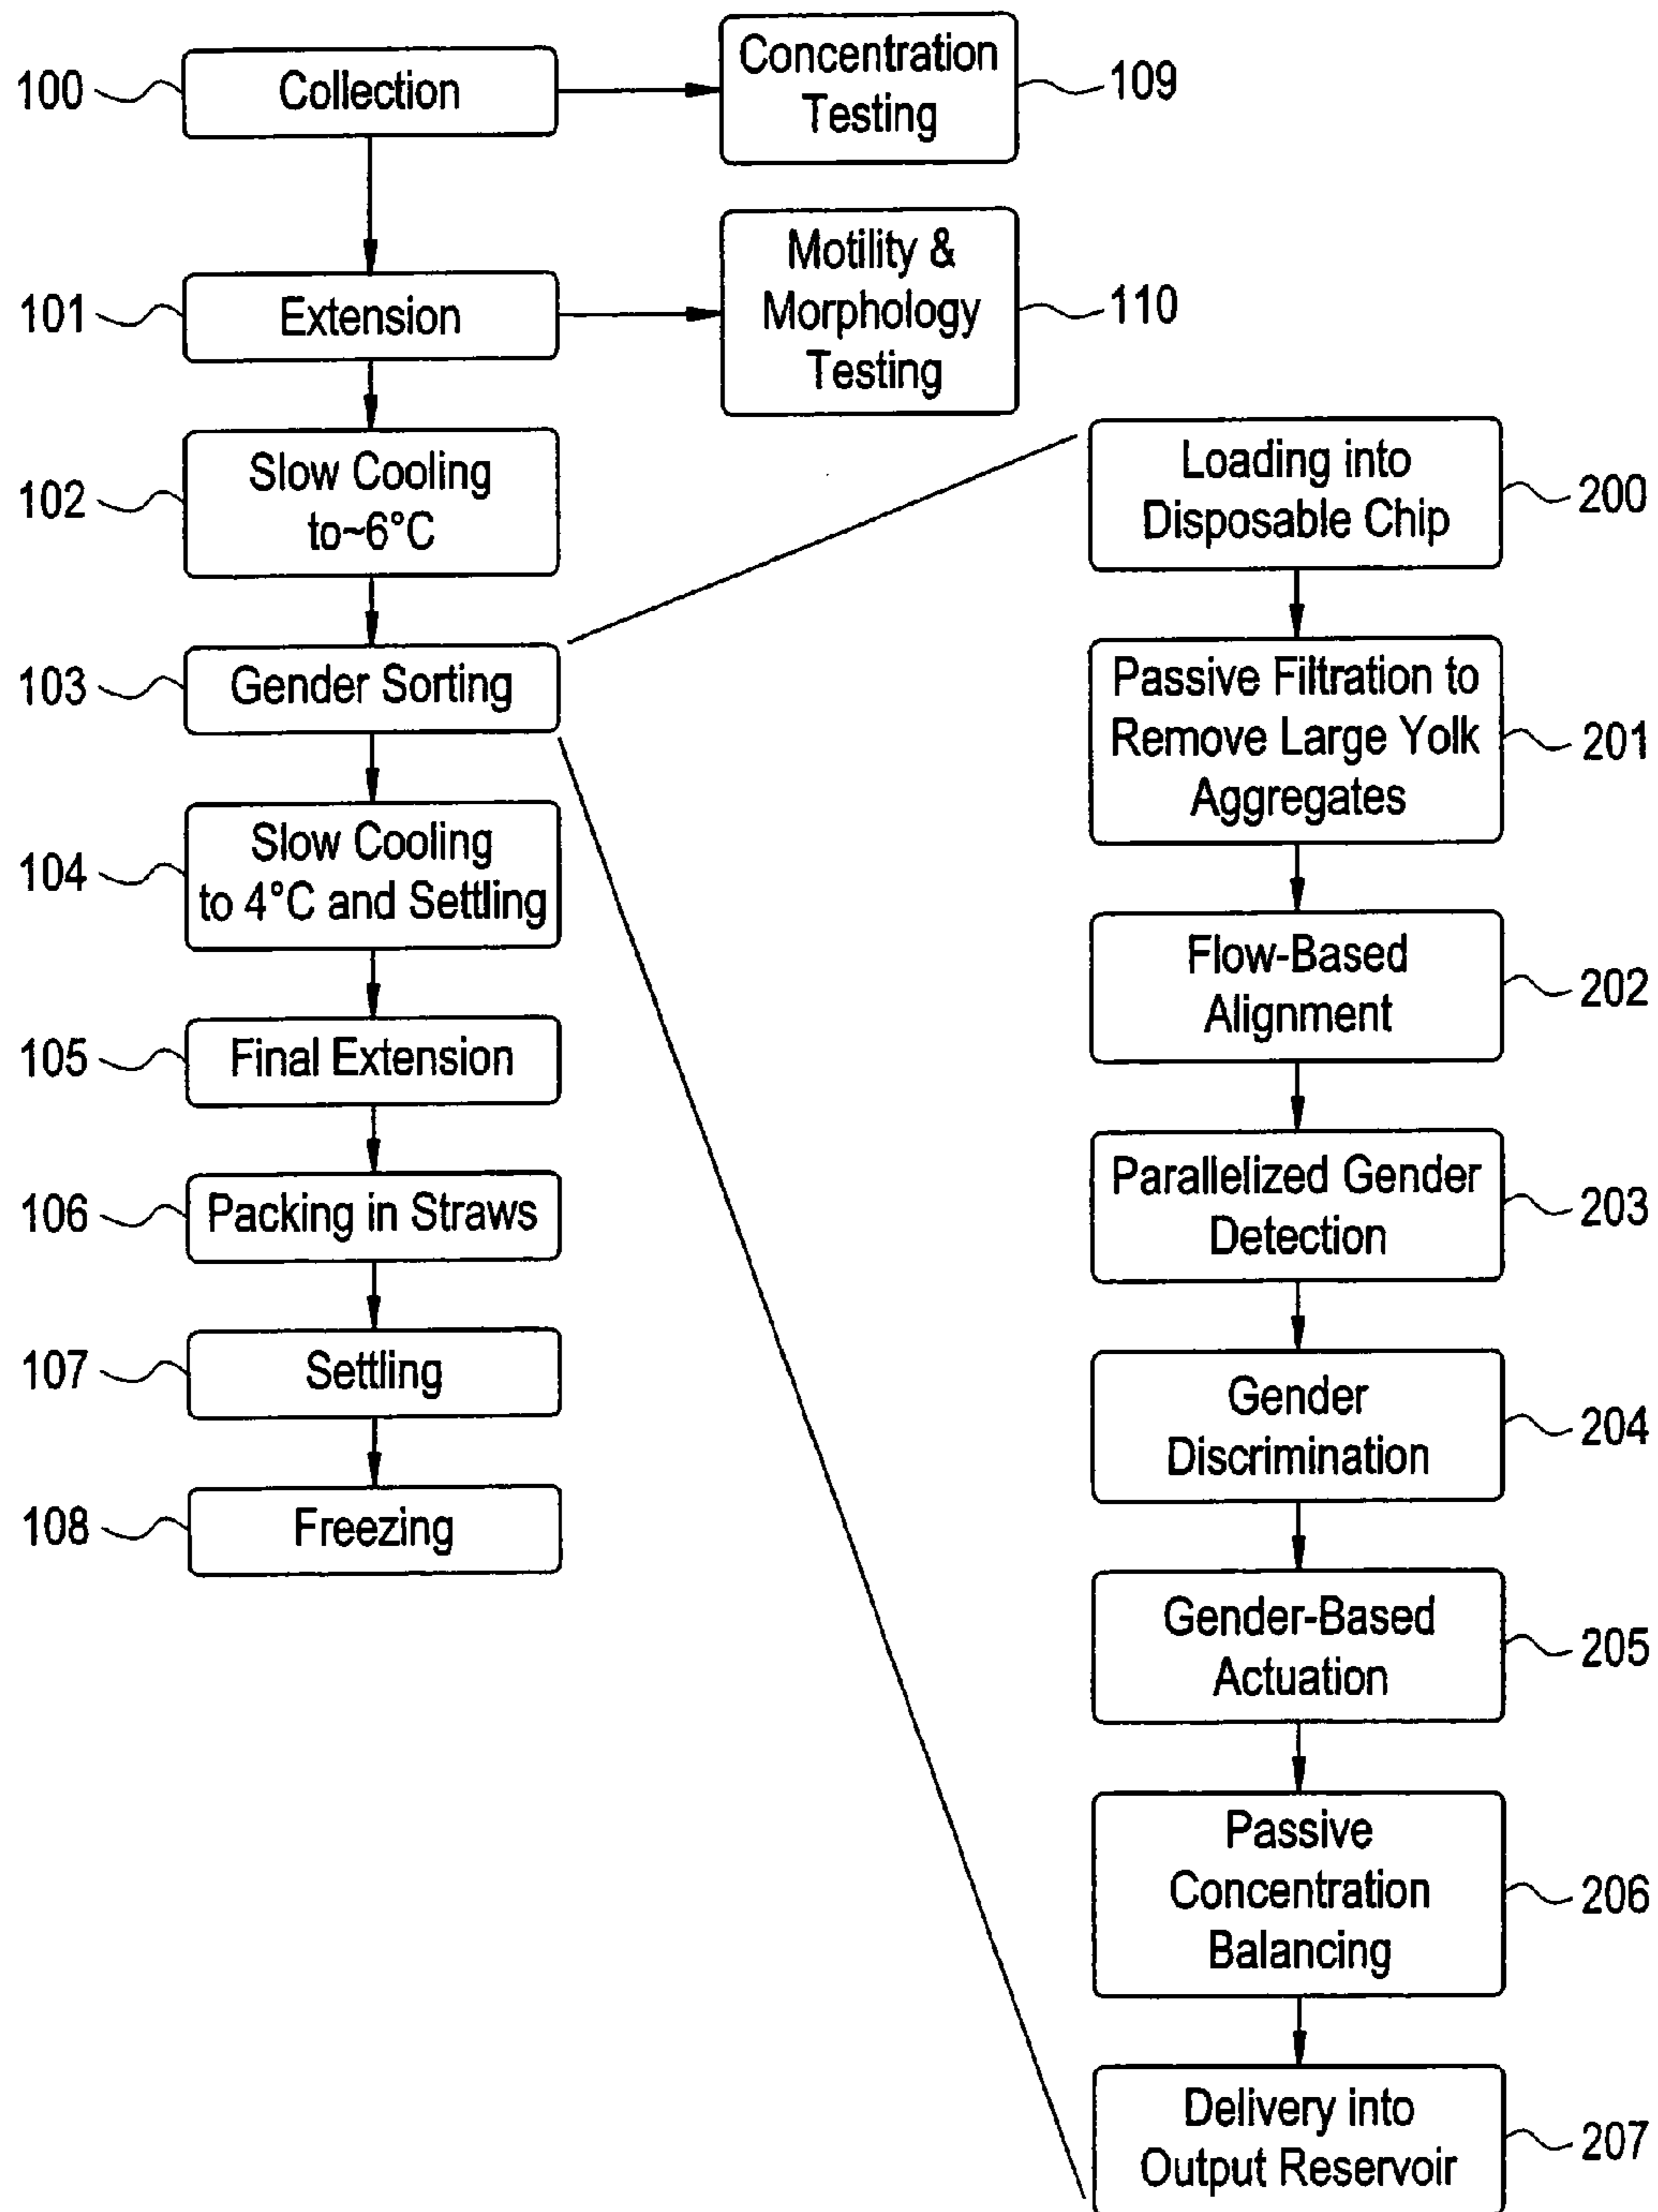 100
Collection
Concentration
Testing
109
101
Extension
Motility &
Morphology
Testing
110
102
Slow Cooling
to~6°C
103
Gender Sorting
104
Slow Cooling
to 4°C and Settling
105
Final Extension
106
Packing in Straws
107
Settling
108
Freezing
Loading into
Disposable Chip
200
Passive Filtration to
Remove Large Yolk
Aggregates
201
Flow-Based
Alignment
202
Parallelized Gender
Detection
203
Gender
Discrimination
204
Gender-Based
Actuation
205
Passive
Concentration
Balancing
206
Delivery into
Output Reservoir
207